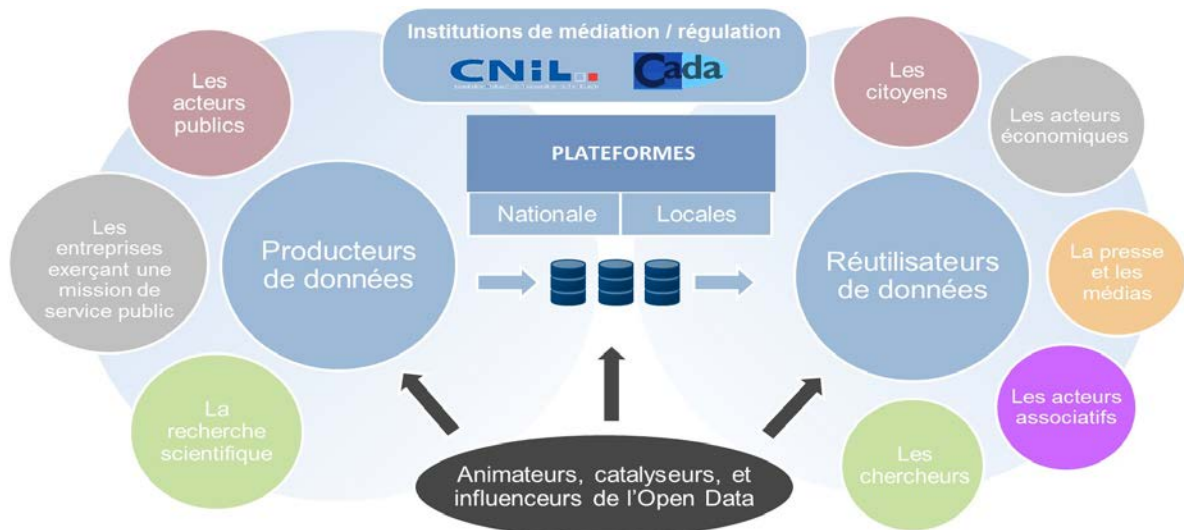 Institutions de médiation / régulation
CNIL
Cada
Les
acteurs
publics
Les
entreprises
exerçant une
mission de
service public
La
recherche
scientifique
Producteurs
de données
PLATEFORMES
Nationale
Locales
Réutilisateurs
de données
Les
citoyens
Les acteurs
économiques
La presse
et les
médias
Les acteurs
associatifs
Les
chercheurs
Animateurs, catalyseurs, et
influenceurs de l'Open Data